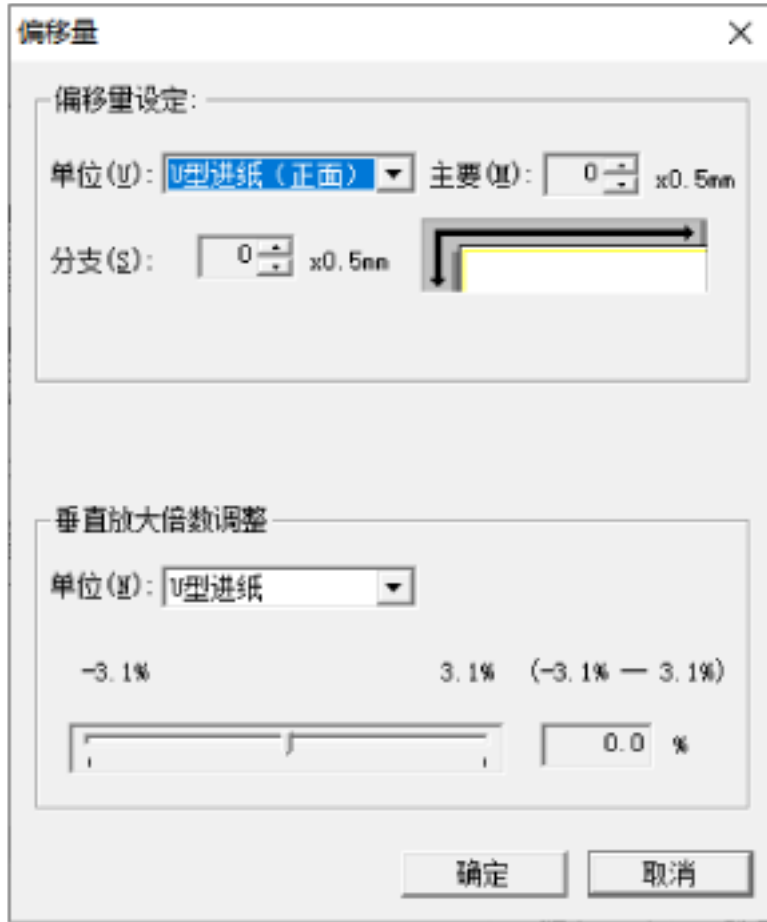 偏移量
偏移量设定:
单位(U): U型进纸（正面） 主要(M): 0 x0.5mm
分支(S): 0 x0.5mm
垂直放大倍数调整
单位(N): U型进纸
-3.1% 3.1% (-3.1% — 3.1%)
0.0 %
确定 取消